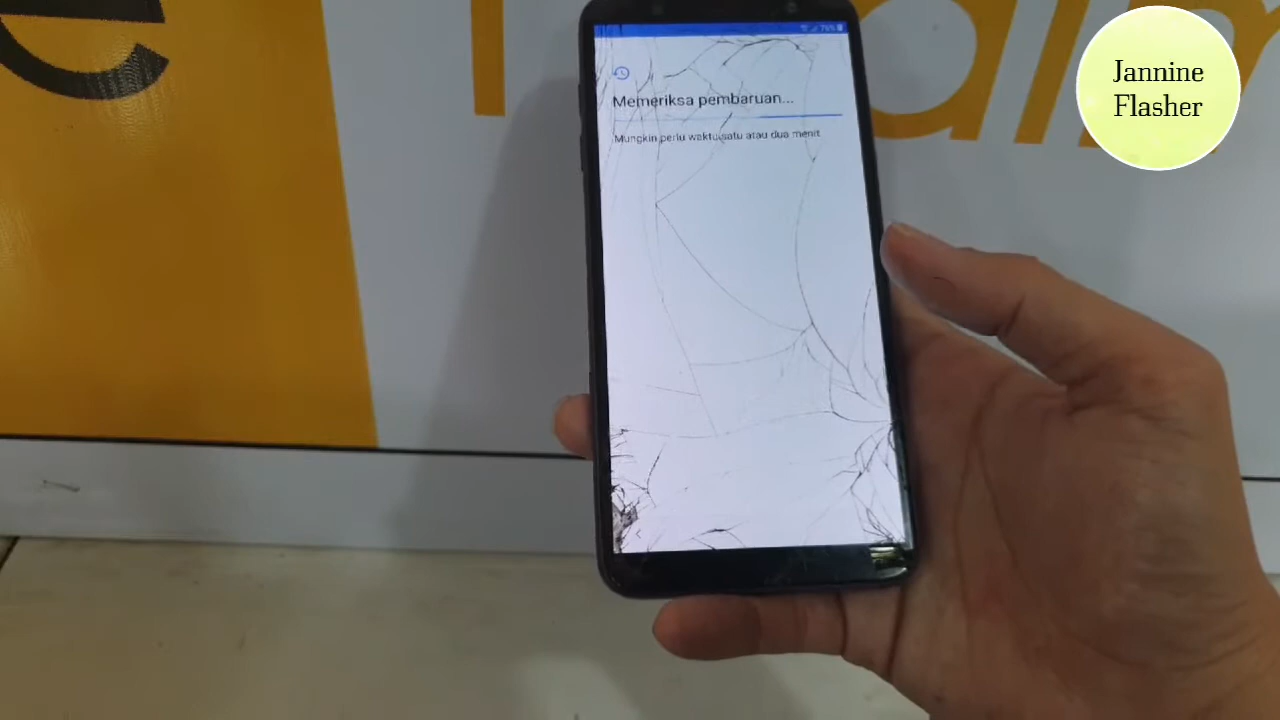 Jannine
Flasher
Memeriksa pembaruan...
Mungkin perlu waktu satu atau dua menit